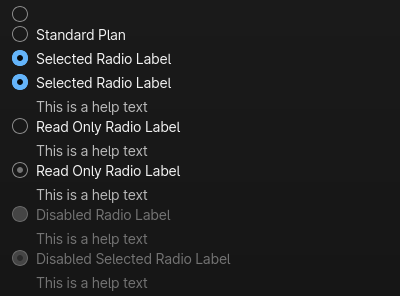 Standard Plan
Selected Radio Label
Selected Radio Label
This is a help text
Read Only Radio Label
This is a help text
Read Only Radio Label
This is a help text
Disabled Radio Label
This is a help text
Disabled Selected Radio Label
This is a help text